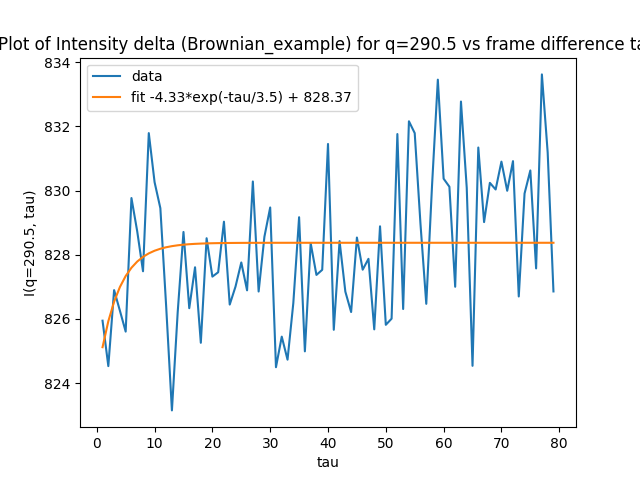 Plot of Intensity delta (Brownian_example) for q=290.5 vs frame difference ta
834
832
830
828
826
824
I(q=290.5, tau)
data
fit -4.33*exp(-tau/3.5) + 828.37
0 10 20 30 40 50 60 70 80
tau